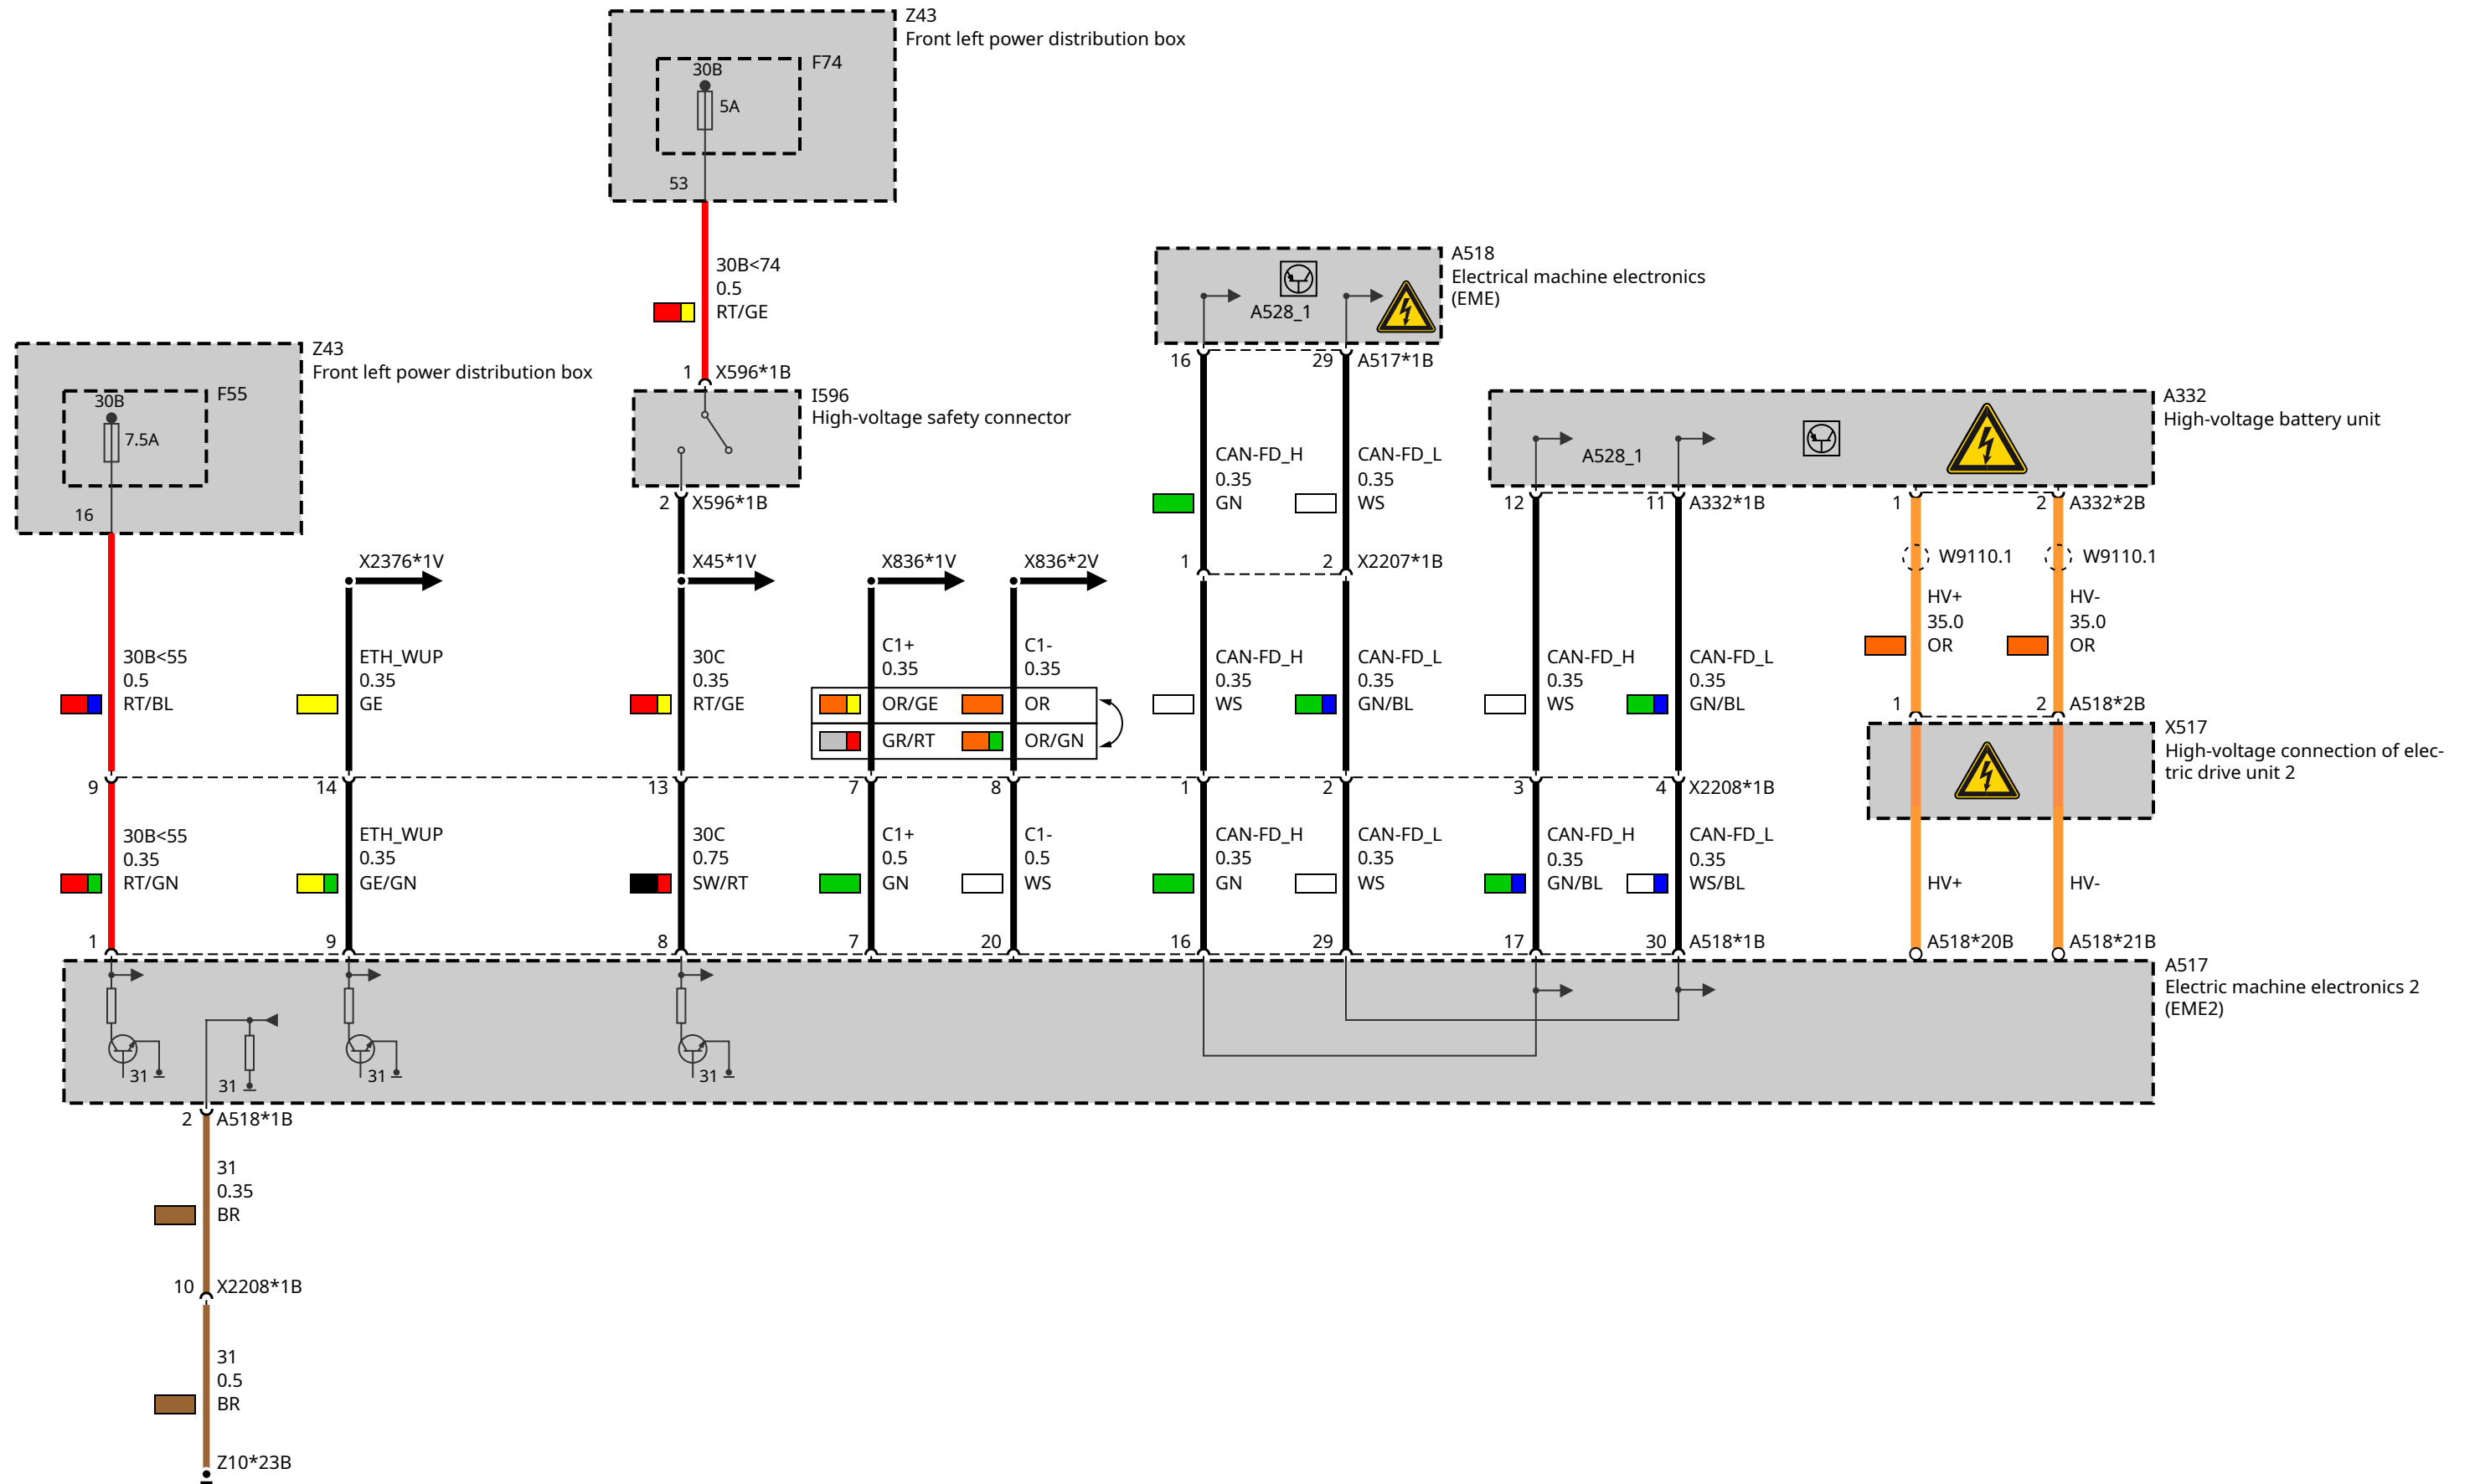 Z43
Front left power distribution box
F74
30B
5A
53
30B<74
0.5
RT/GE
1 X596*1B
I596
High-voltage safety connector
2 X596*1B
Z43
Front left power distribution box
F55
30B
7.5A
16
A518
Electrical machine electronics
(EME)
A528_1
16 29 A517*1B
CAN-FD_H CAN-FD_L
0.35 0.35
GN WS
1 2 X2207*1B
A332
High-voltage battery unit
A528_1
12 11 A332*1B 1 2 A332*2B
W9110.1 W9110.1
HV+ HV-
35.0 35.0
OR OR
1 2 A518*2B
X517
High-voltage connection of elec-
tric drive unit 2
X2376*1V X45*1V X836*1V X836*2V
C1+ C1-
0.35 0.35
30B<55 ETH_WUP 30C CAN-FD_H CAN-FD_L CAN-FD_H CAN-FD_L
0.5 0.35 0.35 0.35 0.35 0.35 0.35
RT/BL GE RT/GE OR/GE OR WS GN/BL WS GN/BL
GR/RT OR/GN
9 14 13 7 8 1 2 3 4 X2208*1B
30B<55 ETH_WUP 30C C1+ C1- CAN-FD_H CAN-FD_L CAN-FD_H CAN-FD_L
0.35 0.35 0.75 0.5 0.5 0.35 0.35 0.35 0.35
RT/GN GE/GN SW/RT GN WS GN WS GN/BL WS/BL HV+ HV-
1 9 8 7 20 16 29 17 30 A518*1B A518*20B A518*21B
A517
Electric machine electronics 2
(EME2)
31 31 31 31
2 A518*1B
31
0.35
BR
10 X2208*1B
31
0.5
BR
Z10*23B